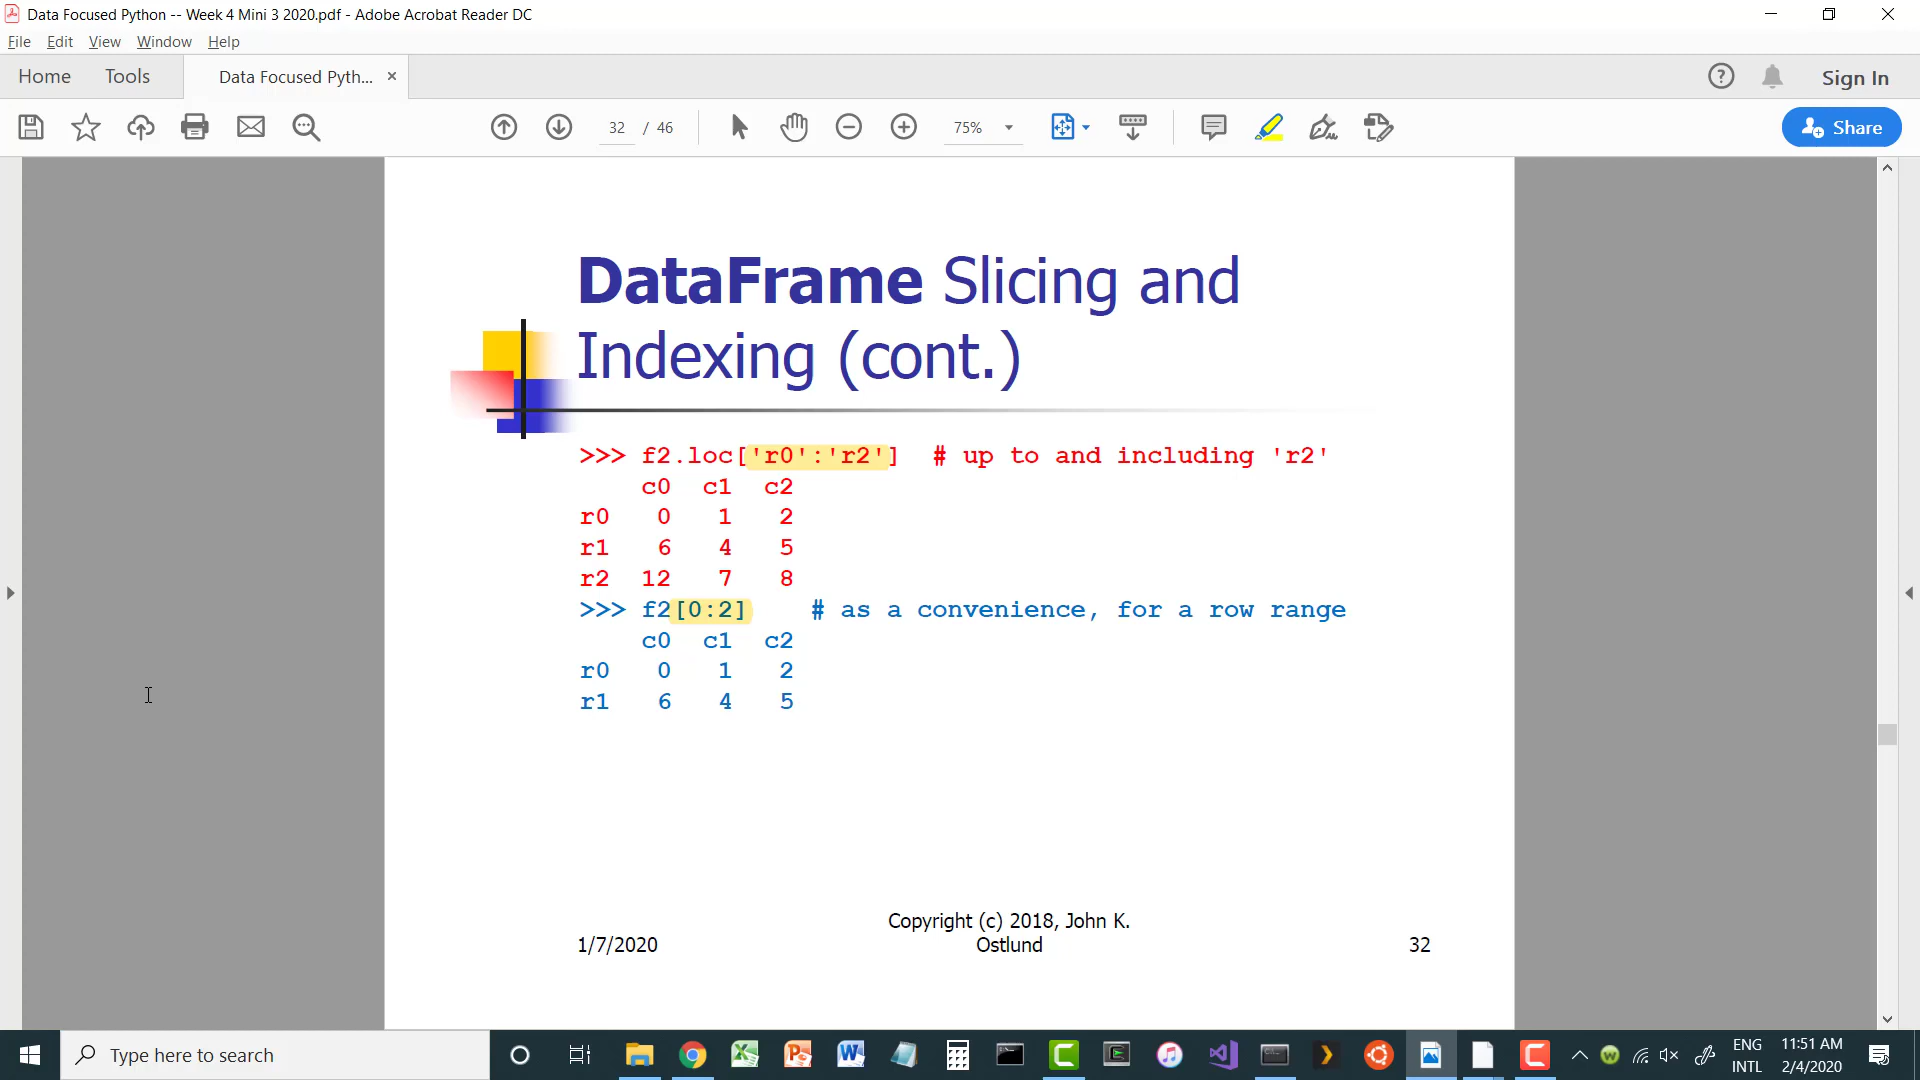 Data Focused Python -- Week 4 Mini 3 2020.pdf - Adobe Acrobat Reader DC
File Edit View Window Help
Home Tools Data Focused Pyth... × Sign In
32 / 46 75% Share
DataFrame Slicing and
Indexing (cont.)
>>> f2.loc['r0':'r2'] # up to and including 'r2'
c0 c1 c2
r0 0 1 2
r1 6 4 5
r2 12 7 8
>>> f2[0:2] # as a convenience, for a row range
c0 c1 c2
r0 0 1 2
r1 6 4 5
Copyright (c) 2018, John K.
Ostlund
1/7/2020
32
Type here to search
ENG
INTL
11:51 AM
2/4/2020